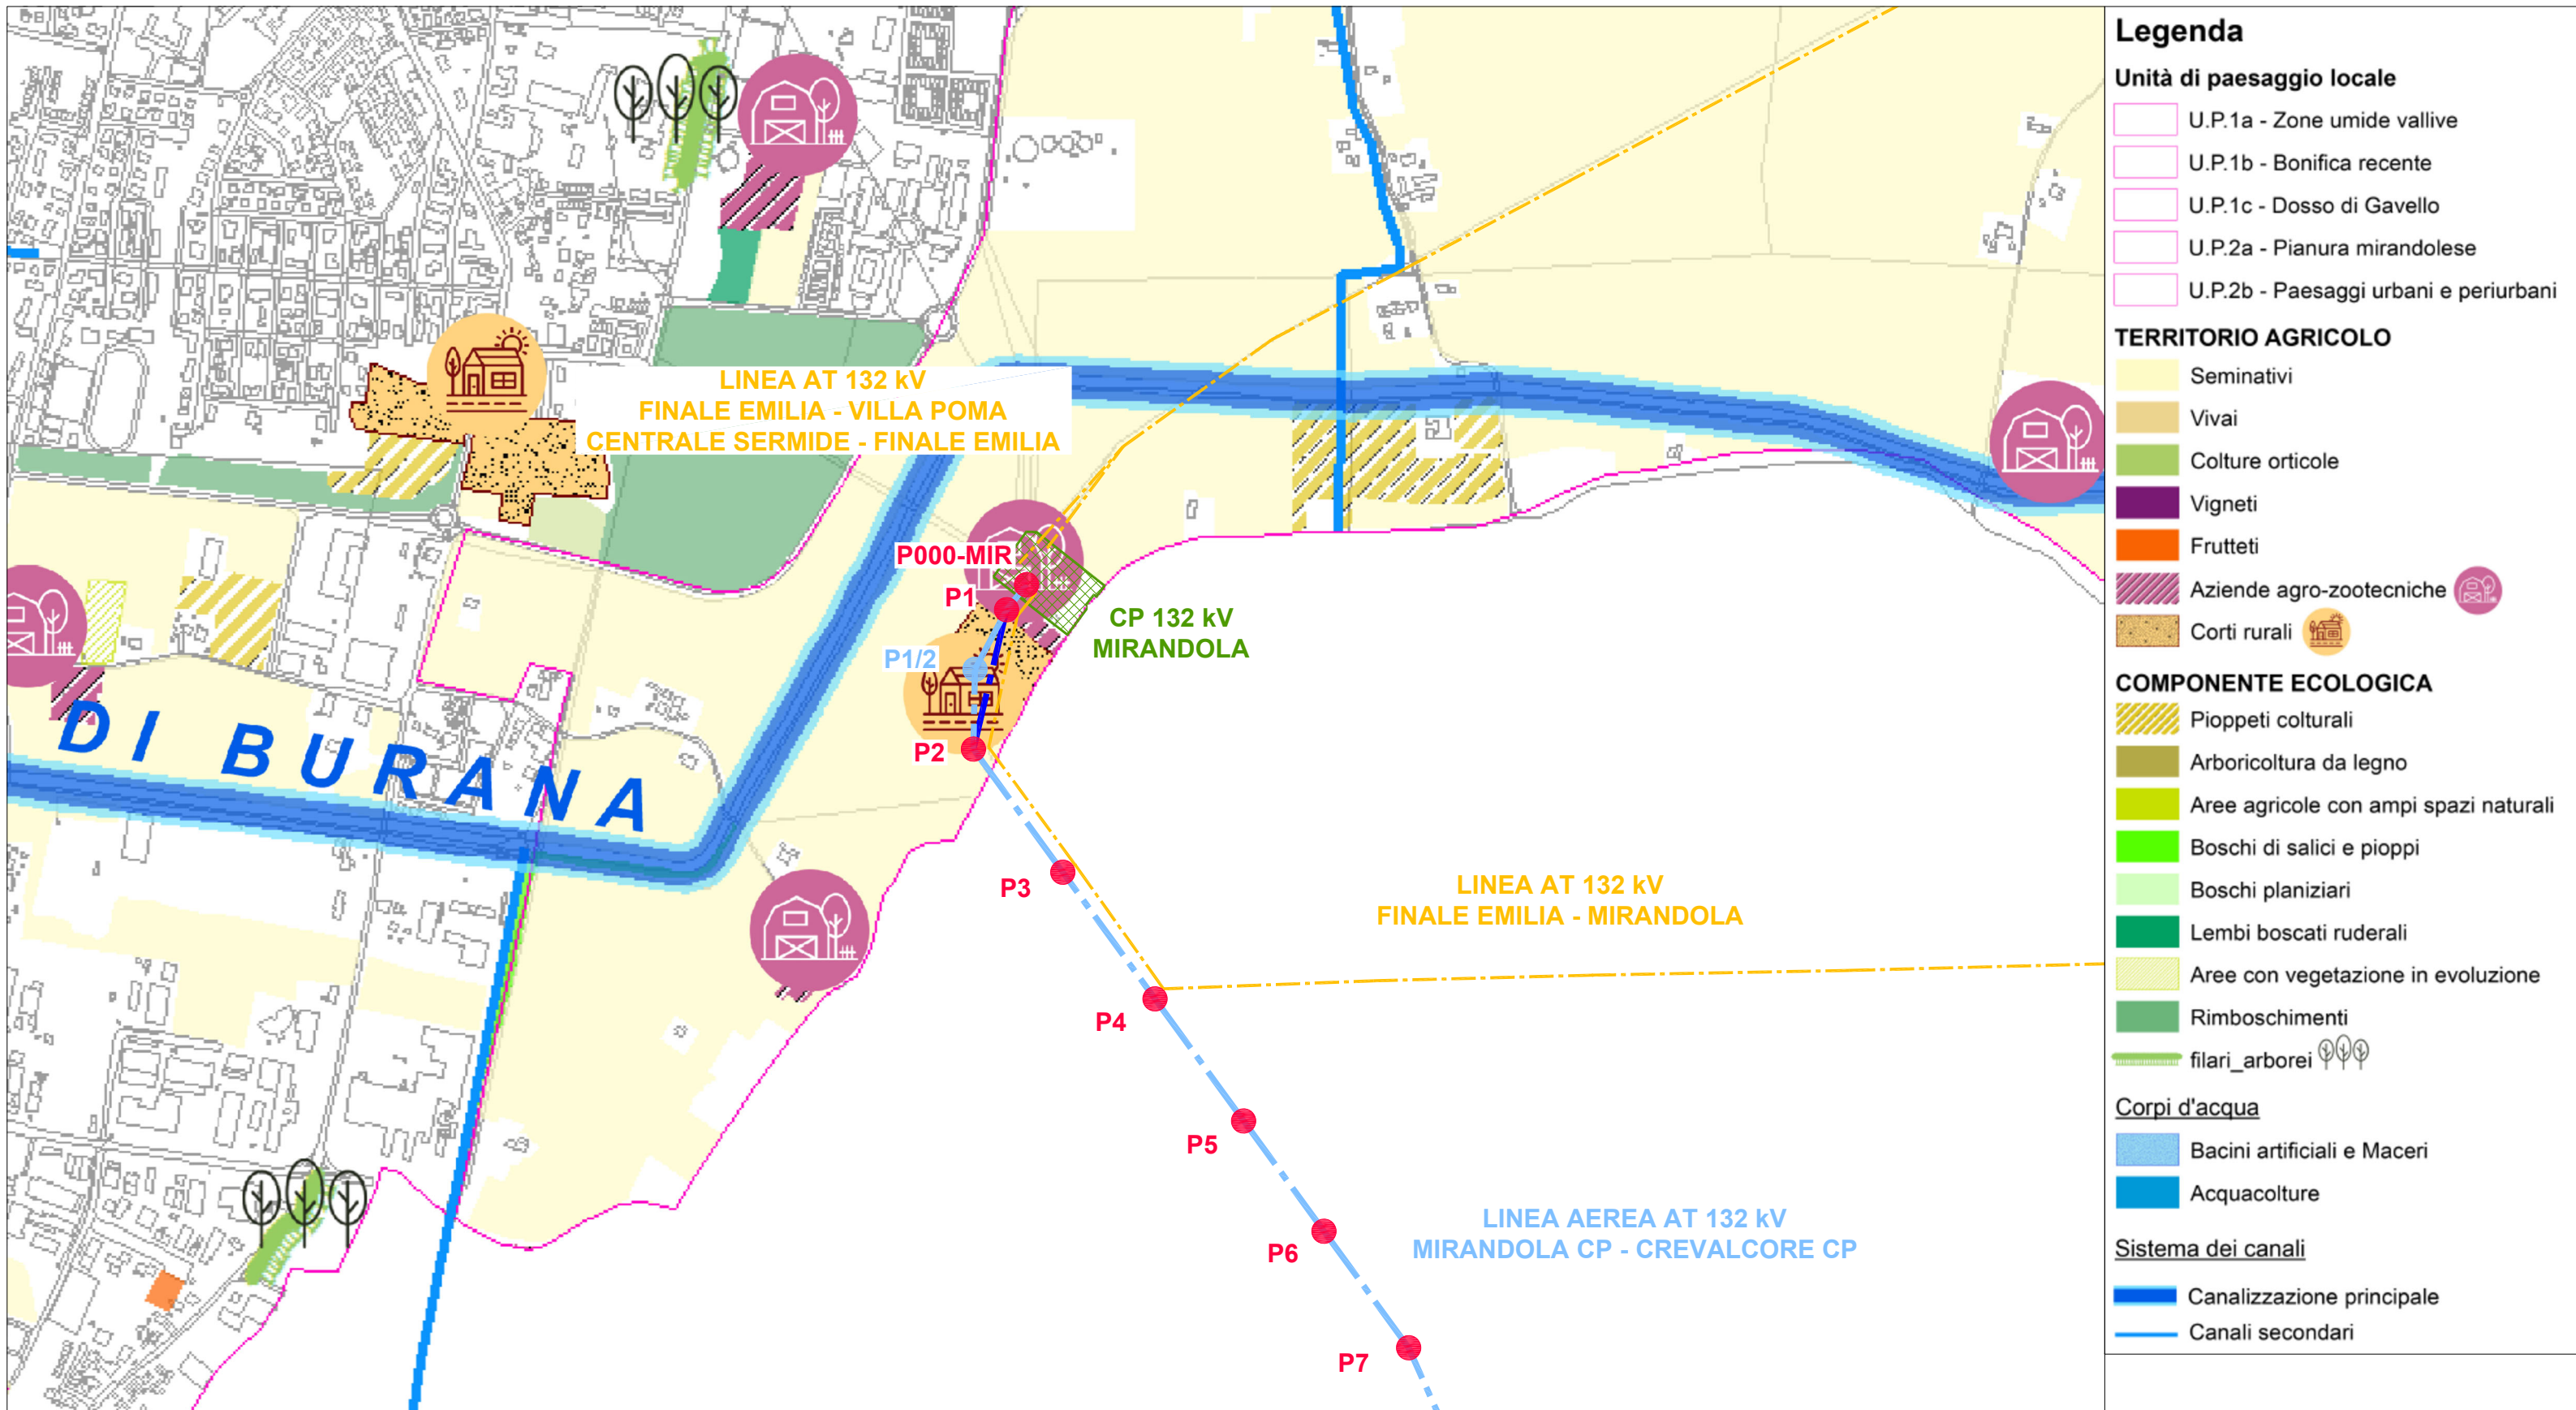 LINEA AT 132 kV
FINALE EMILIA - VILLA POMA
CENTRALE SERMIDE - FINALE EMILIA
P000-MIR
P1
CP 132 kV
MIRANDOLA
P1/2
P2
DI BURANA
P3
LINEA AT 132 kV
FINALE EMILIA - MIRANDOLA
P4
P5
LINEA AEREA AT 132 kV
MIRANDOLA CP - CREVALCORE CP
P6
P7
Legenda
Unità di paesaggio locale
U.P.1a - Zone umide vallive
U.P.1b - Bonifica recente
U.P.1c - Dosso di Gavello
U.P.2a - Pianura mirandolese
U.P.2b - Paesaggi urbani e periurbani
TERRITORIO AGRICOLO
Seminativi
Vivai
Colture orticole
Vigneti
Frutteti
Aziende agro-zootecniche
Corti rurali
COMPONENTE ECOLOGICA
Pioppeti colturali
Arboricoltura da legno
Aree agricole con ampi spazi naturali
Boschi di salici e pioppi
Boschi planiziari
Lembi boscati ruderali
Aree con vegetazione in evoluzione
Rimboschimenti
filari_arborei
Corpi d'acqua
Bacini artificiali e Maceri
Acquacolture
Sistema dei canali
Canalizzazione principale
Canali secondari